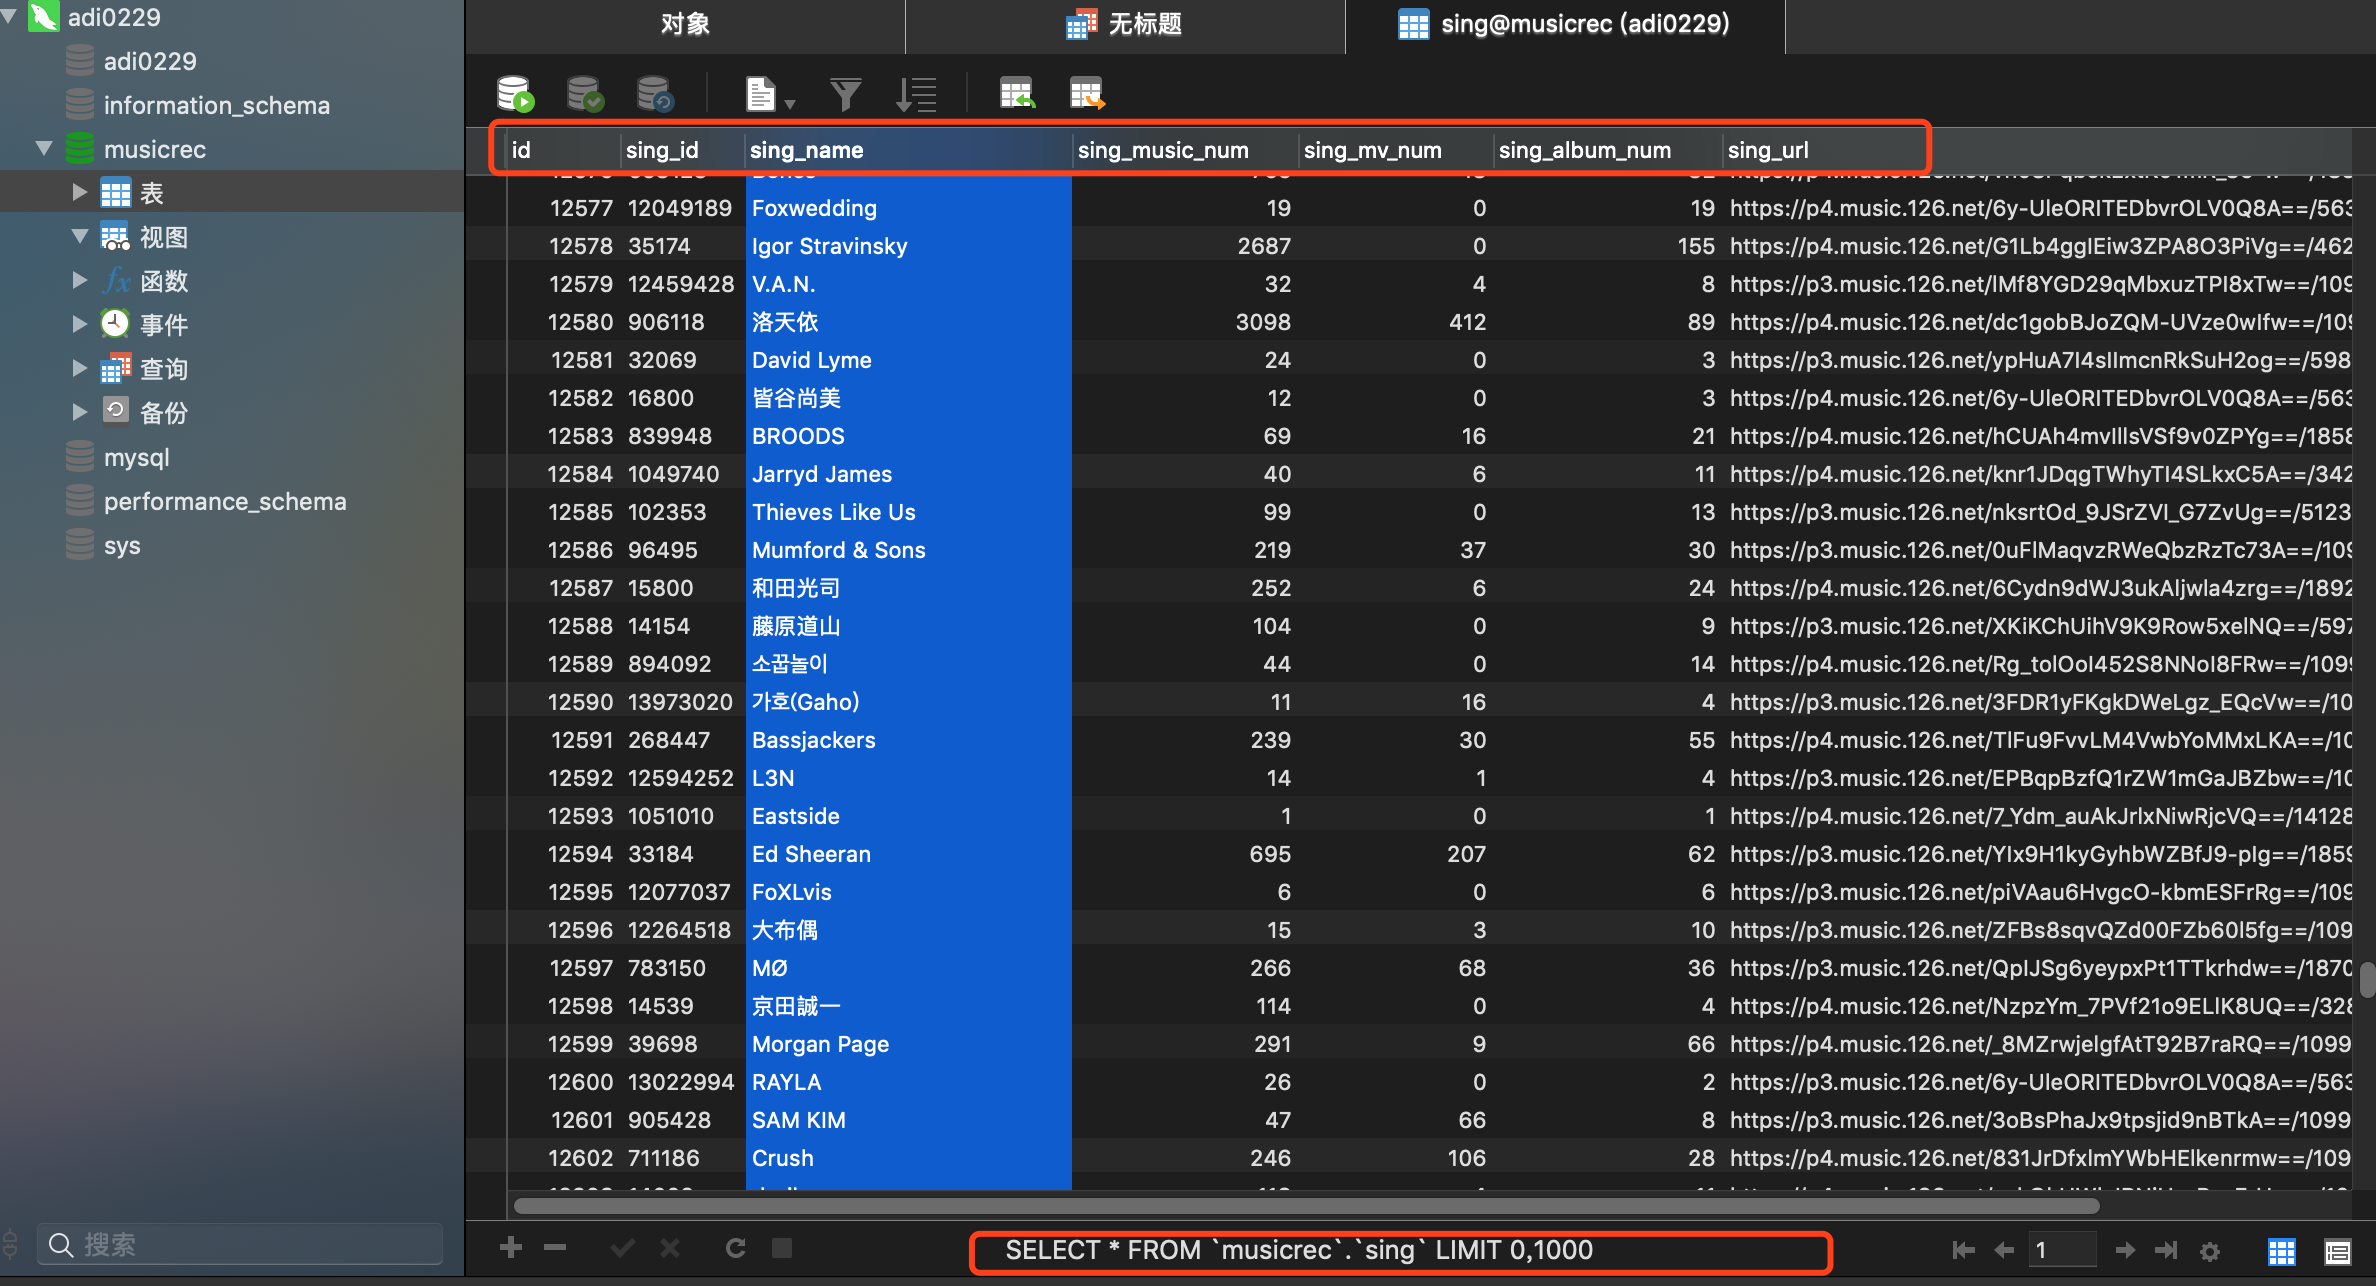 adi0229
对象
无标题
sing@musicrec (adi0229)
adi0229
information_schema
musicrec
表
视图
fx 函数
事件
查询
备份
mysql
performance_schema
sys
搜索
id sing_id sing_name sing_music_num sing_mv_num sing_album_num sing_url
12577 12049189 Foxwedding 19 0 19 https://p4.music.126.net/6y-UleORITEDbvrOLV0Q8A==/563
12578 35174 Igor Stravinsky 2687 0 155 https://p4.music.126.net/G1Lb4gglEiw3ZPA8O3PiVg==/462
12579 12459428 V.A.N. 32 4 8 https://p3.music.126.net/lMf8YGD29qMbxuzTPI8xTw==/109
12580 906118 洛天依 3098 412 89 https://p4.music.126.net/dc1gobBJoZQM-UVze0wIfw==/109
12581 32069 David Lyme 24 0 3 https://p3.music.126.net/ypHuA7I4sIImcnRkSuH2og==/598
12582 16800 皆谷尚美 12 0 3 https://p4.music.126.net/6y-UleORITEDbvrOLV0Q8A==/563
12583 839948 BROODS 69 16 21 https://p4.music.126.net/hCUAh4mvIlIsVSf9v0ZPYg==/1858
12584 1049740 Jarryd James 40 6 11 https://p4.music.126.net/knr1JDqgTWhyTI4SLkxC5A==/342
12585 102353 Thieves Like Us 99 0 13 https://p3.music.126.net/nksrtOd_9JSrZVI_G7ZvUg==/5123
12586 96495 Mumford & Sons 219 37 30 https://p4.music.126.net/0uFlMaqvzRWeQbzRzTc73A==/109
12587 15800 和田光司 252 6 24 https://p4.music.126.net/6Cydn9dWJ3ukAljwla4zrg==/1892
12588 14154 藤原道山 104 0 9 https://p3.music.126.net/XKiKChUihV9K9Row5xelNQ==/597
12589 894092 소꿉놀이 44 0 14 https://p4.music.126.net/Rg_tolOoI452S8NNoI8FRw==/1099
12590 13973020 가호(Gaho) 11 16 4 https://p3.music.126.net/3FDR1yFKgkDWeLgz_EQcVw==/10
12591 268447 Bassjackers 239 30 55 https://p4.music.126.net/TlFu9FvvLM4VwbYoMMxLKA==/10
12592 12594252 L3N 14 1 4 https://p3.music.126.net/EPBqpBzfQ1rZW1mGaJBZbw==/10
12593 1051010 Eastside 1 0 1 https://p4.music.126.net/7_Ydm_auAkJrlxNiwRjcVQ==/14128
12594 33184 Ed Sheeran 695 207 62 https://p3.music.126.net/YIx9H1kyGyhbWZBfJ9-pIg==/1859
12595 12077037 FoXLvis 6 0 6 https://p3.music.126.net/piVAau6HvgcO-kbmESFrRg==/109
12596 12264518 大布偶 15 3 10 https://p3.music.126.net/ZFBs8sqvQZd00FZb60l5fg==/109
12597 783150 MØ 266 68 36 https://p3.music.126.net/QpIJSg6yeypxPt1TTkrhdw==/1870
12598 14539 京田誠一 114 0 4 https://p4.music.126.net/NzpzYm_7PVf21o9ELlK8UQ==/328
12599 39698 Morgan Page 291 9 66 https://p4.music.126.net/_8MZrwjelgfAtT92B7raRQ==/1099
12600 13022994 RAYLA 26 0 2 https://p3.music.126.net/6y-UleORITEDbvrOLV0Q8A==/563
12601 905428 SAM KIM 47 66 8 https://p3.music.126.net/3oBsPhaJx9tpsjid9nBTkA==/1099
12602 711186 Crush 246 106 28 https://p4.music.126.net/831JrDfxlmYWbHElkenrmw==/109
SELECT * FROM `musicrec`.`sing` LIMIT 0,1000
1